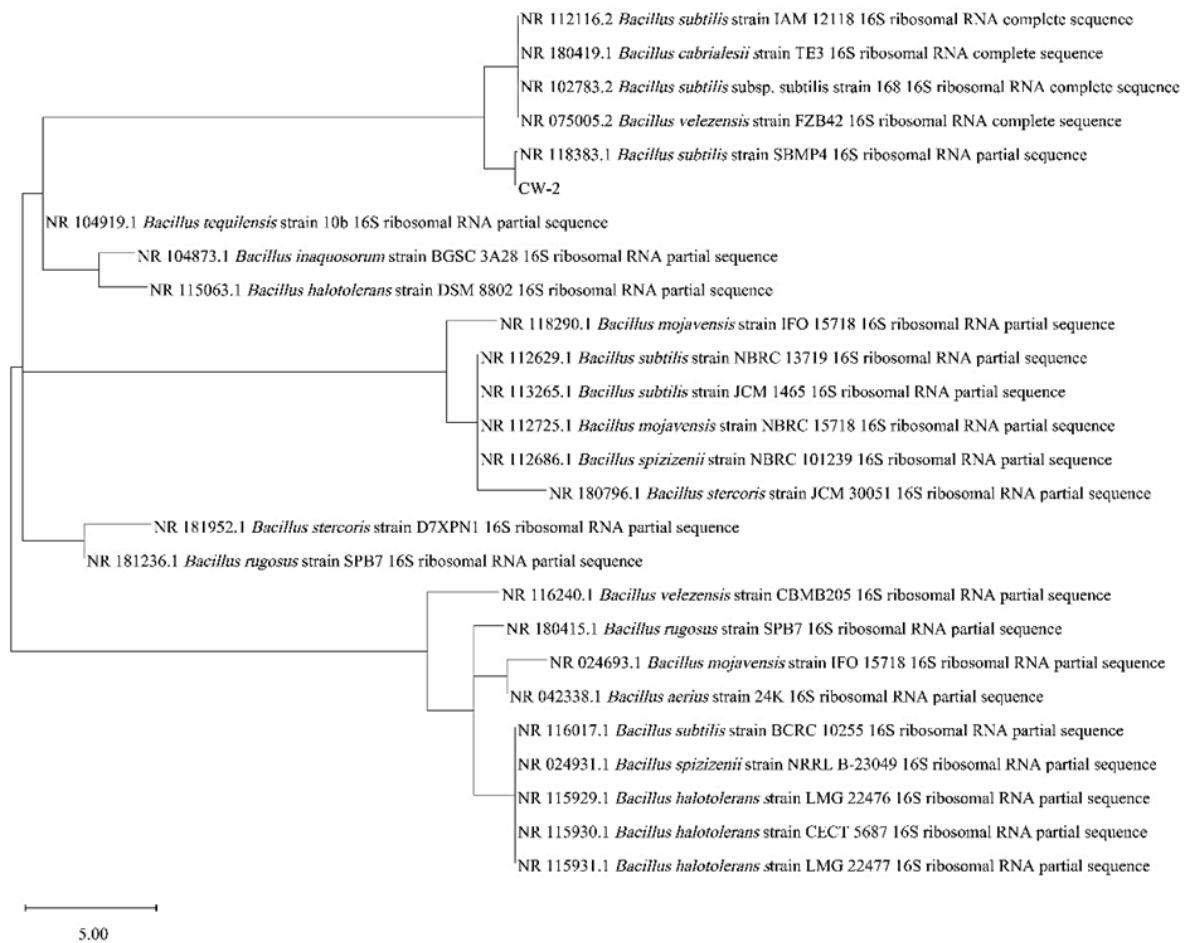 NR 112116.2 Bacillus subtilis strain IAM 12118 16S ribosomal RNA complete sequence
NR 180419.1 Bacillus cabrialesii strain TE3 16S ribosomal RNA complete sequence
NR 102783.2 Bacillus subtilis subsp. subtilis strain 168 16S ribosomal RNA complete sequence
NR 075005.2 Bacillus velezensis strain FZB42 16S ribosomal RNA complete sequence
NR 118383.1 Bacillus subtilis strain SBMP4 16S ribosomal RNA partial sequence
CW-2
NR 104919.1 Bacillus tequilensis strain 10b 16S ribosomal RNA partial sequence
NR 104873.1 Bacillus inaquosorum strain BGSC 3A28 16S ribosomal RNA partial sequence
NR 115063.1 Bacillus halotolerans strain DSM 8802 16S ribosomal RNA partial sequence
NR 118290.1 Bacillus mojavensis strain IFO 15718 16S ribosomal RNA partial sequence
NR 112629.1 Bacillus subtilis strain NBRC 13719 16S ribosomal RNA partial sequence
NR 113265.1 Bacillus subtilis strain JCM 1465 16S ribosomal RNA partial sequence
NR 112725.1 Bacillus mojavensis strain NBRC 15718 16S ribosomal RNA partial sequence
NR 112686.1 Bacillus spizizenii strain NBRC 101239 16S ribosomal RNA partial sequence
NR 180796.1 Bacillus stercoris strain JCM 30051 16S ribosomal RNA partial sequence
NR 181952.1 Bacillus stercoris strain D7XPN1 16S ribosomal RNA partial sequence
NR 181236.1 Bacillus rugosus strain SPB7 16S ribosomal RNA partial sequence
NR 116240.1 Bacillus velezensis strain CBMB205 16S ribosomal RNA partial sequence
NR 180415.1 Bacillus rugosus strain SPB7 16S ribosomal RNA partial sequence
NR 024693.1 Bacillus mojavensis strain IFO 15718 16S ribosomal RNA partial sequence
NR 042338.1 Bacillus aerius strain 24K 16S ribosomal RNA partial sequence
NR 116017.1 Bacillus subtilis strain BCRC 10255 16S ribosomal RNA partial sequence
NR 024931.1 Bacillus spizizenii strain NRRL B-23049 16S ribosomal RNA partial sequence
NR 115929.1 Bacillus halotolerans strain LMG 22476 16S ribosomal RNA partial sequence
NR 115930.1 Bacillus halotolerans strain CECT 5687 16S ribosomal RNA partial sequence
NR 115931.1 Bacillus halotolerans strain LMG 22477 16S ribosomal RNA partial sequence
5.00